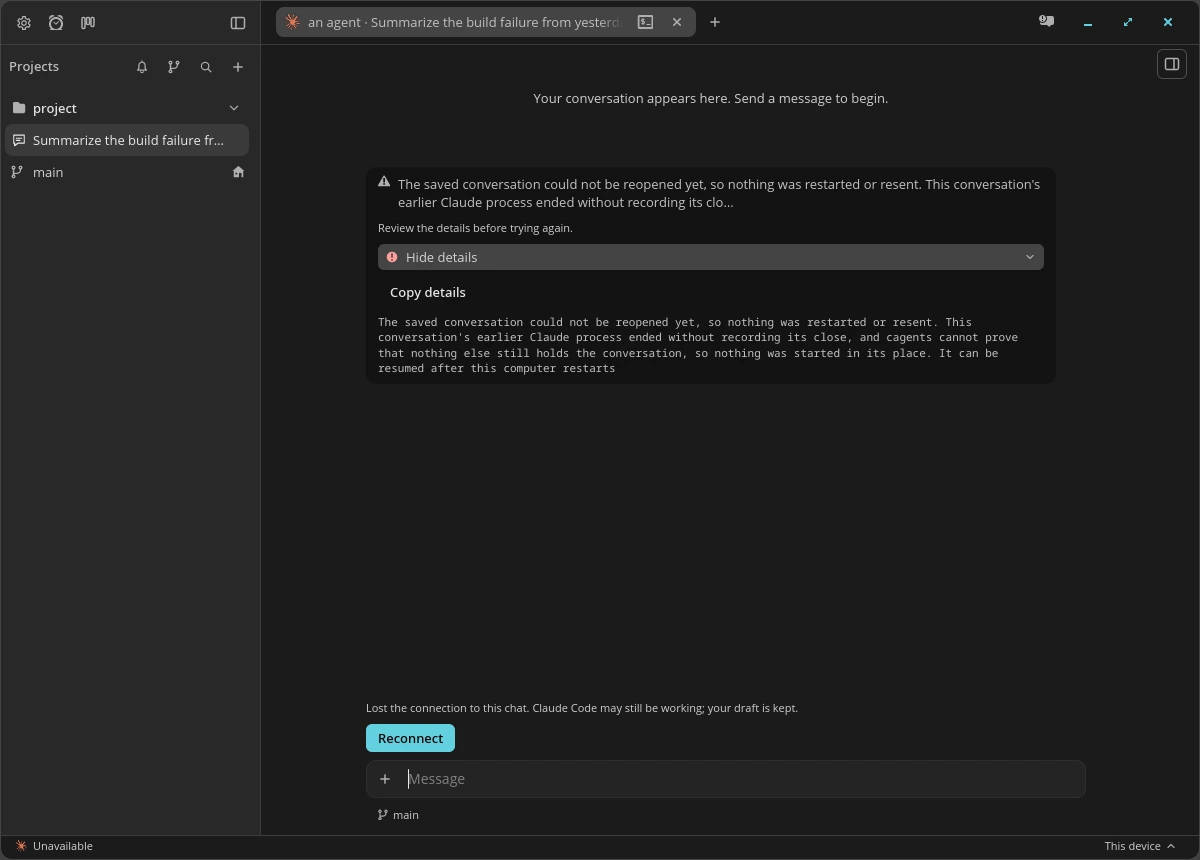 an agent · Summarize the build failure from yesterd
Projects
project
Summarize the build failure fr...
main
Your conversation appears here. Send a message to begin.
The saved conversation could not be reopened yet, so nothing was restarted or resent. This conversation's
earlier Claude process ended without recording its clo...
Review the details before trying again.
Hide details
Copy details
The saved conversation could not be reopened yet, so nothing was restarted or resent. This
conversation's earlier Claude process ended without recording its close, and cagents cannot prove
that nothing else still holds the conversation, so nothing was started in its place. It can be
resumed after this computer restarts
Lost the connection to this chat. Claude Code may still be working; your draft is kept.
Reconnect
Message
main
Unavailable
This device